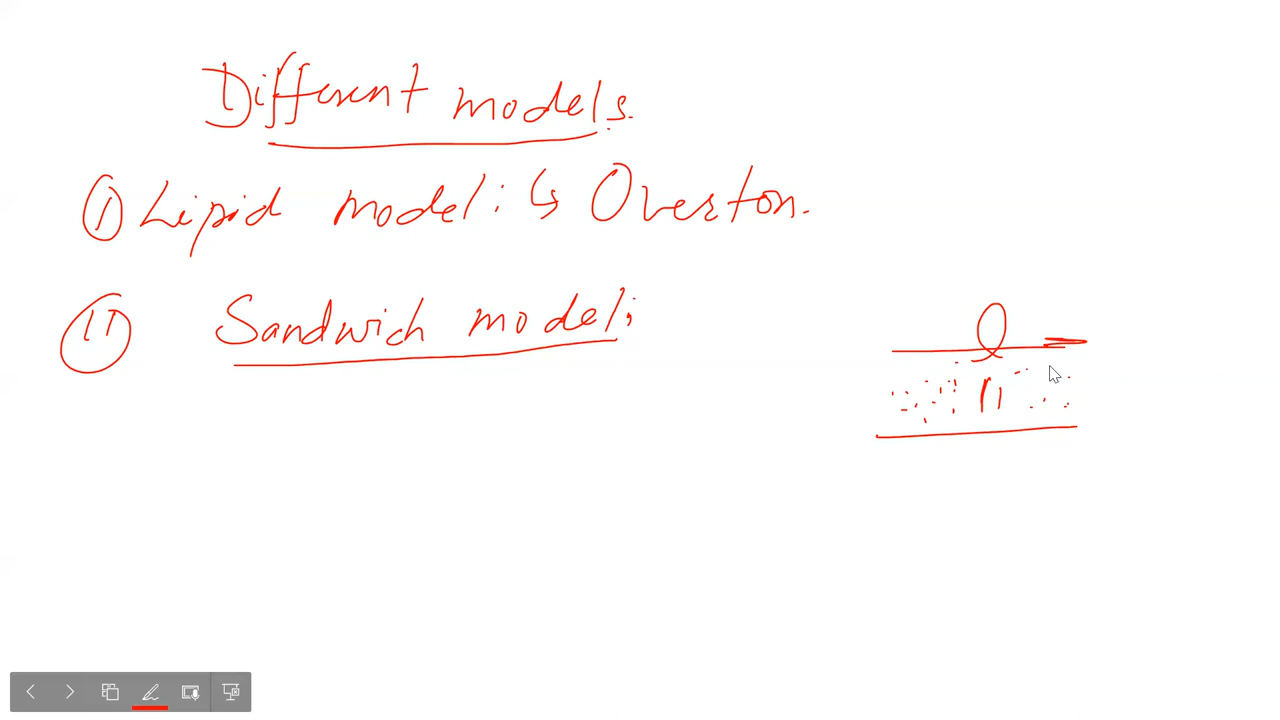 Different models.
I Lipid model: ↳ Overton.
II Sandwich model;